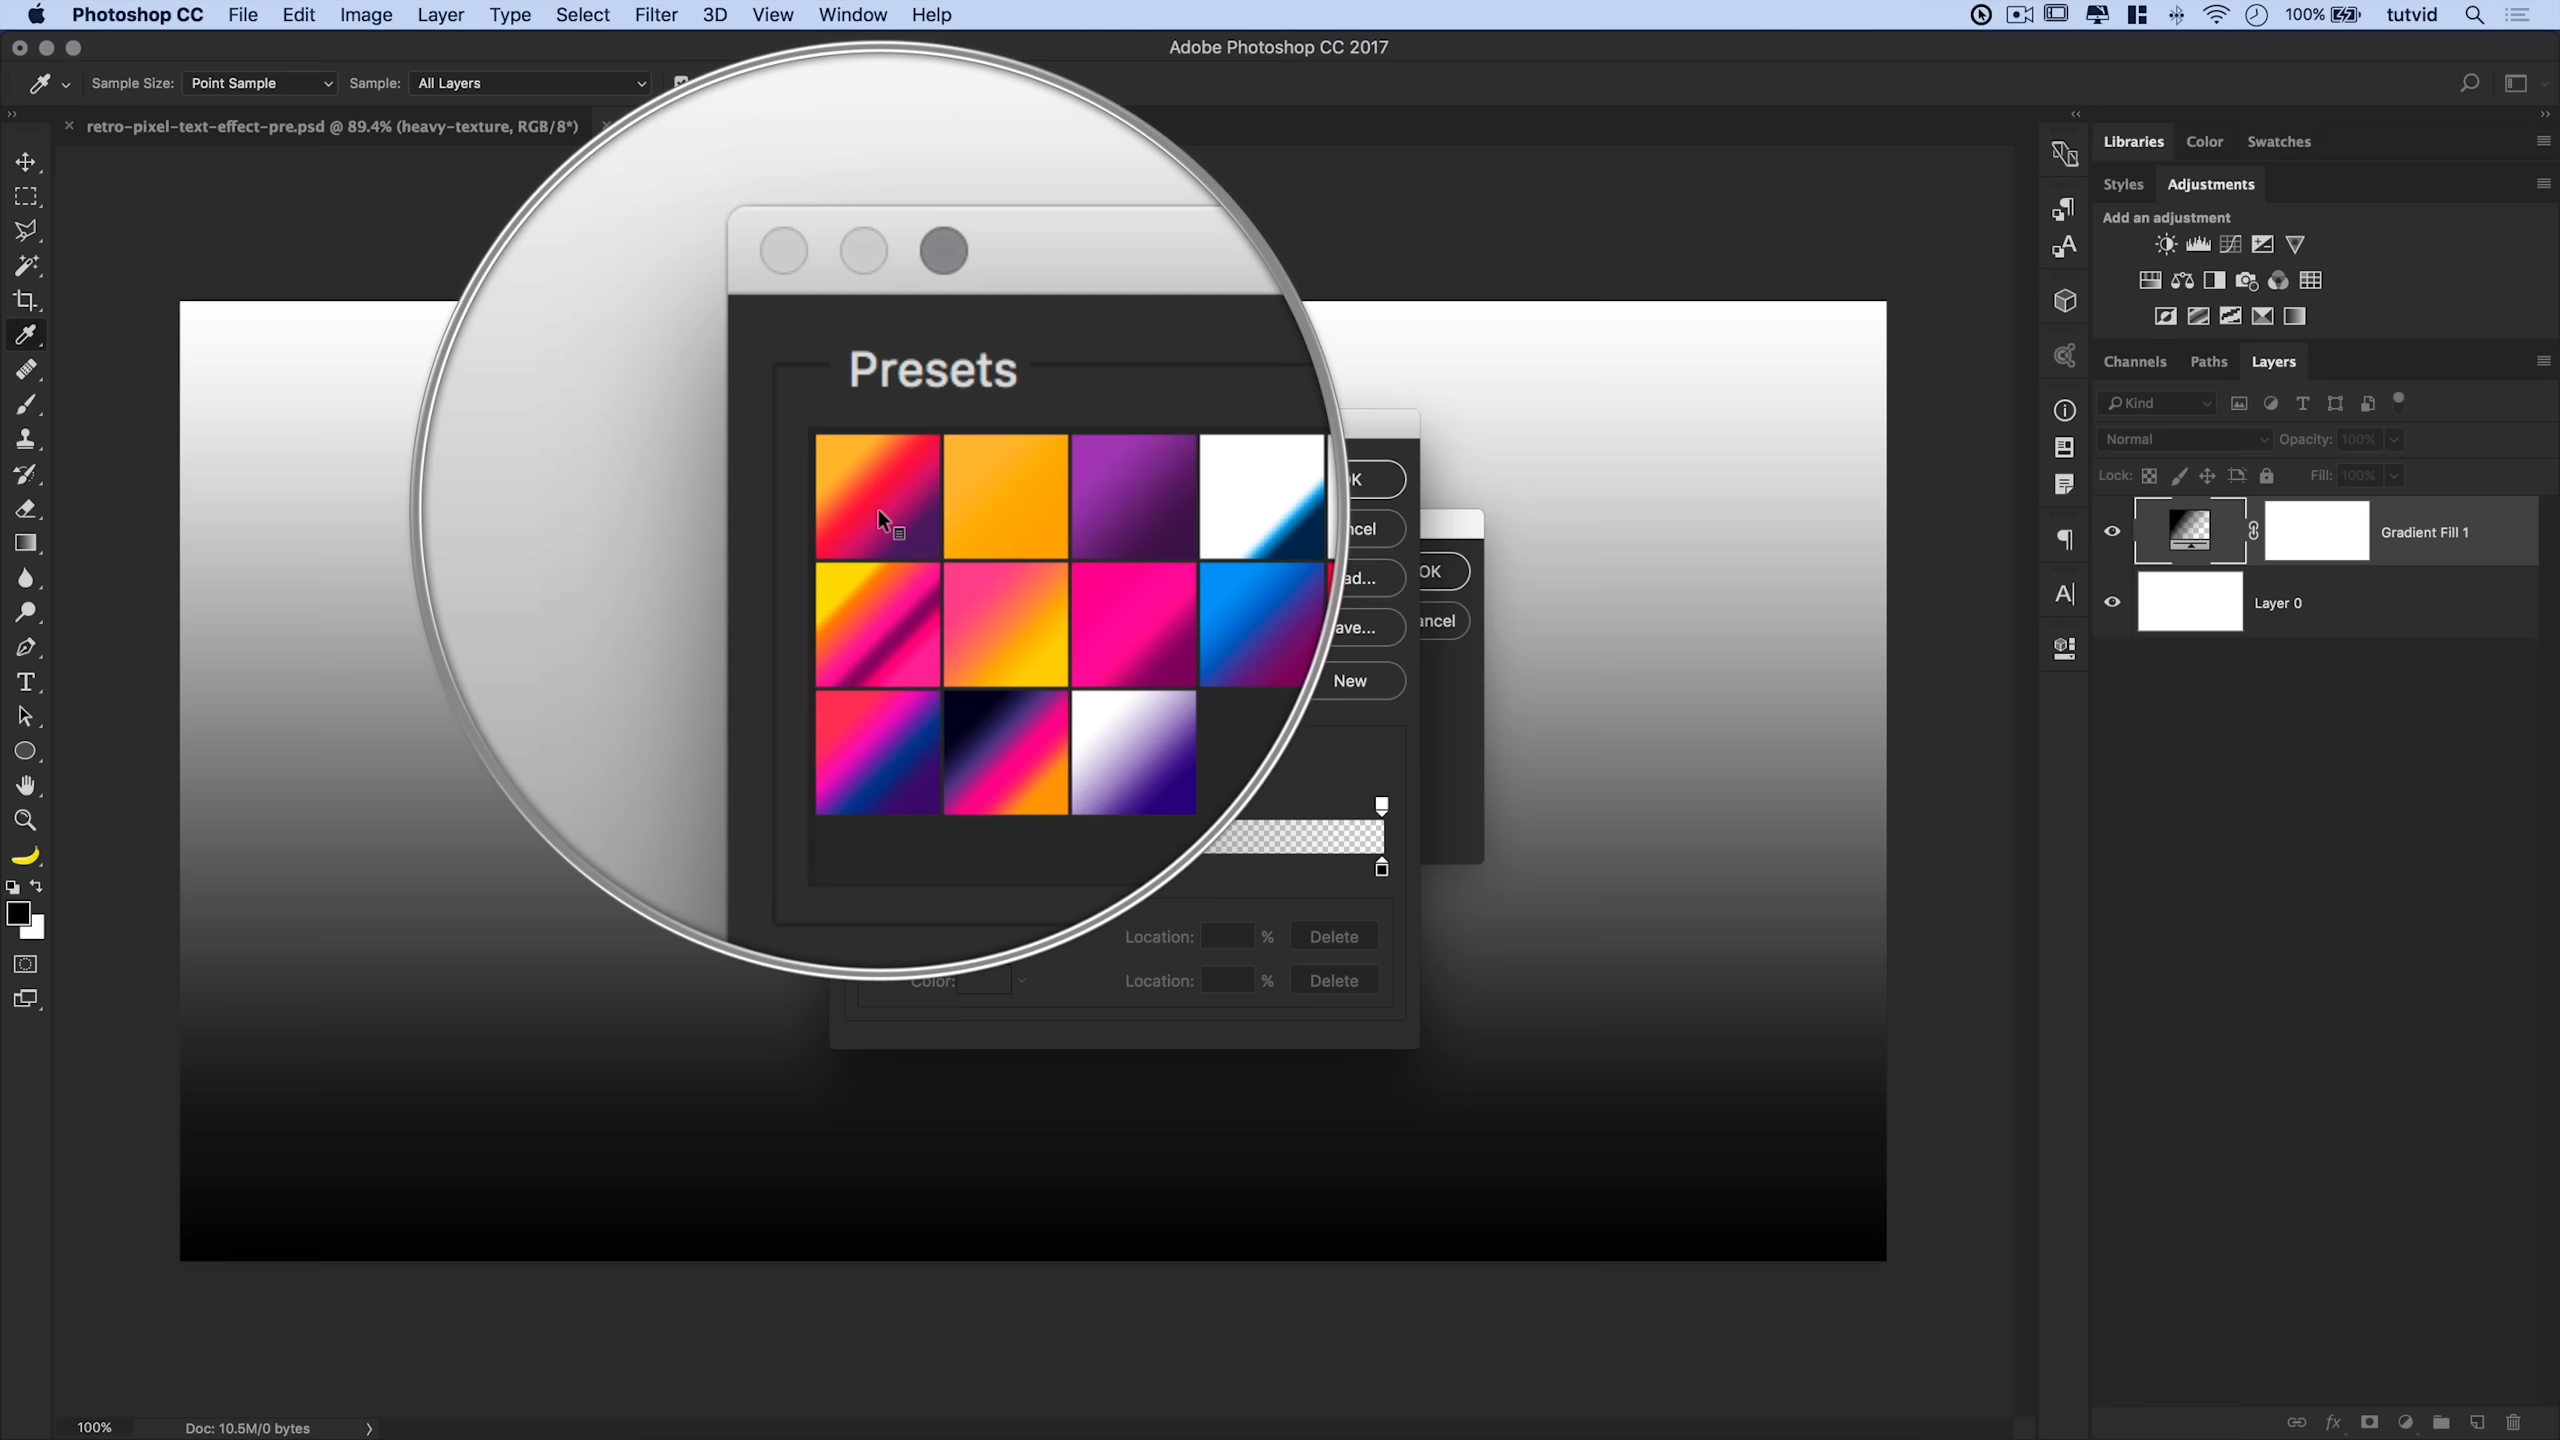 Photoshop CC File Edit Image Layer Type Select Filter 3D View Window Help 100% tutvid
Adobe Photoshop CC 2017
Sample Size: Point Sample Sample: All Layers
retro-pixel-text-effect-pre.psd @ 89.4% (heavy-texture, RGB/8*)
Libraries Color Swatches
Styles Adjustments
Add an adjustment
Channels Paths Layers
Kind
Normal Opacity: 100%
Lock: Fill: 100%
Gradient Fill 1
Layer 0
Presets
K
ncel
ad...
ave...
New
OK
ancel
Location: % Delete
Color: Location: % Delete
100% Doc: 10.5M/0 bytes
fx